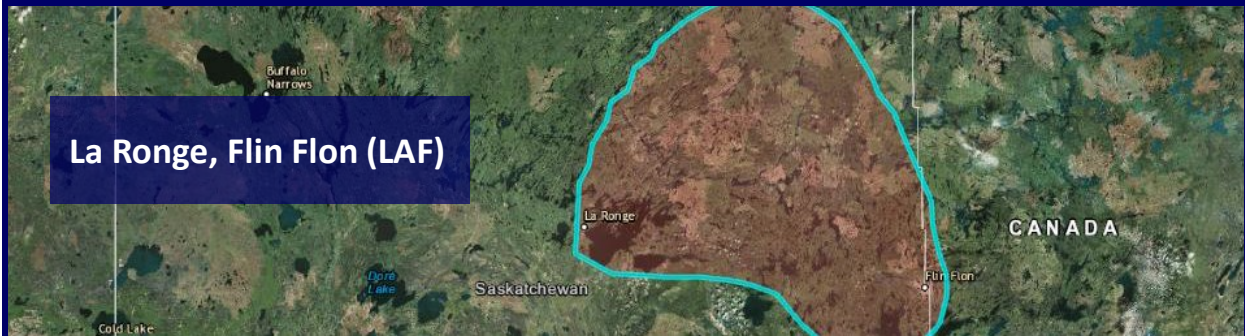 Buffalo
Narrows
La Ronge, Flin Flon (LAF)
La Ronge
CANADA
Flin Flon
Doré
Lake
Saskatchewan
Cold Lake